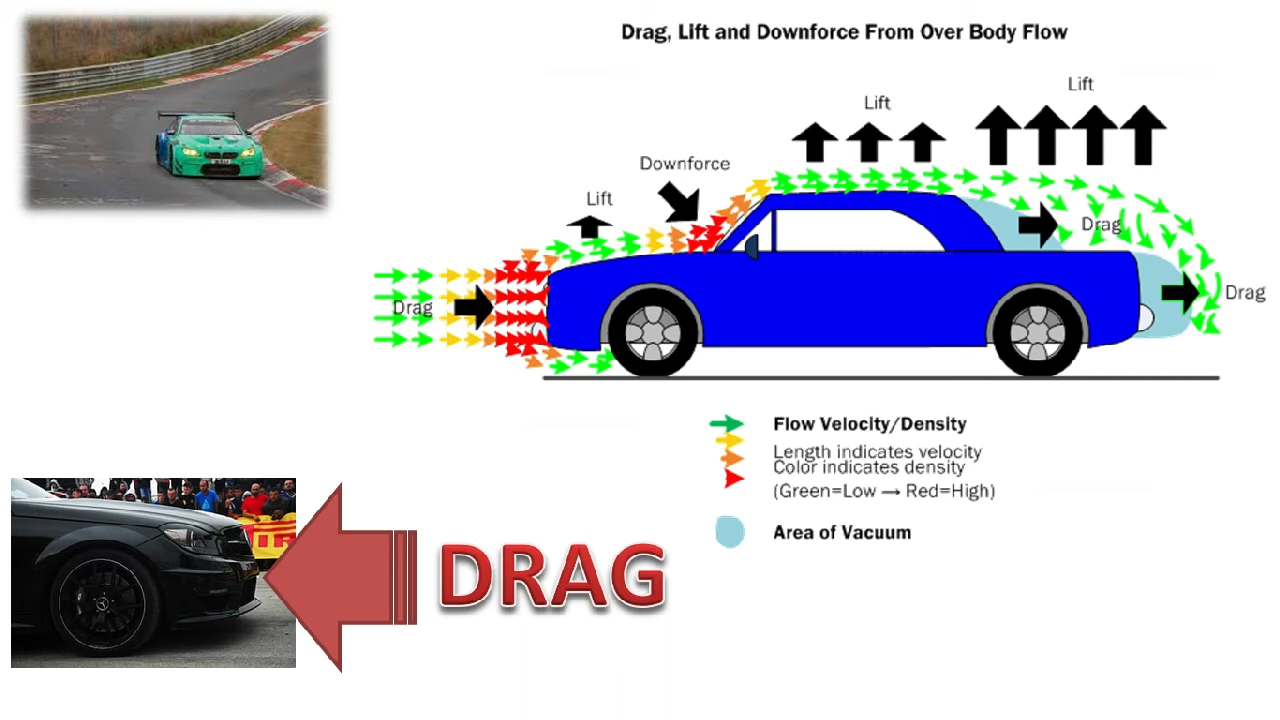 Drag, Lift and Downforce From Over Body Flow
Lift
Lift
Downforce
Lift
Drag
Drag
Drag
Flow Velocity/Density
Length indicates velocity
Color indicates density
(Green=Low → Red=High)
Area of Vacuum
DRAG